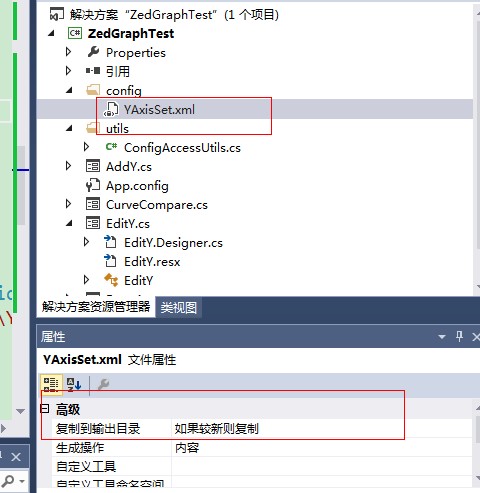 解决方案 "ZedGraphTest" (1 个项目)
ZedGraphTest
Properties
引用
config
YAxisSet.xml
utils
ConfigAccessUtils.cs
AddY.cs
App.config
CurveCompare.cs
EditY.cs
EditY.Designer.cs
EditY.resx
EditY
解决方案资源管理器 类视图
属性
YAxisSet.xml 文件属性
高级
复制到输出目录 如果较新则复制
生成操作 内容
自定义工具
自定义工具命名空间